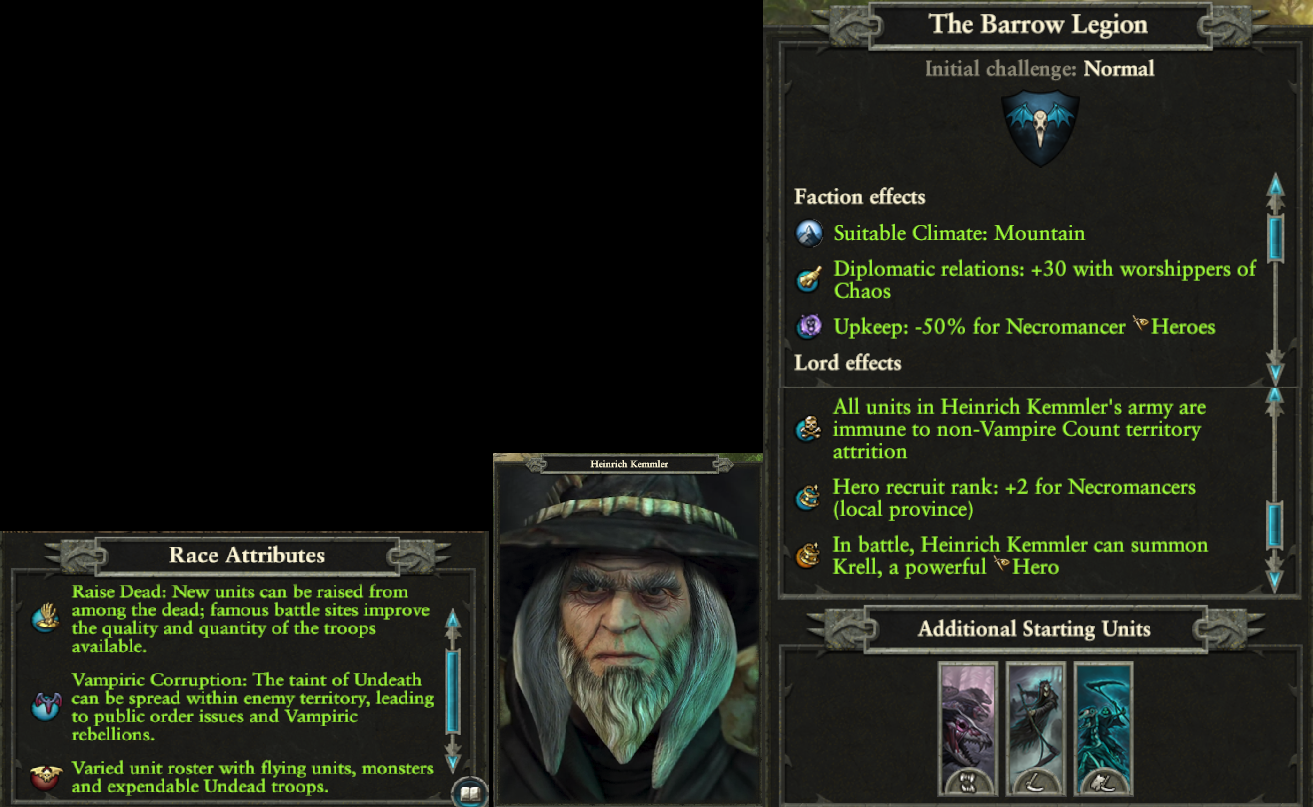 Race Attributes
Raise Dead: New units can be raised from
among the dead; famous battle sites improve
the quality and quantity of the troops
available.
Vampiric Corruption: The taint of Undeath
can be spread within enemy territory, leading
to public order issues and Vampiric
rebellions.
Varied unit roster with flying units, monsters
and expendable Undead troops.
Heinrich Kemmler
The Barrow Legion
Initial challenge: Normal
Faction effects
Suitable Climate: Mountain
Diplomatic relations: +30 with worshippers of
Chaos
Upkeep: -50% for Necromancer Heroes
Lord effects
All units in Heinrich Kemmler's army are
immune to non-Vampire Count territory
attrition
Hero recruit rank: +2 for Necromancers
(local province)
In battle, Heinrich Kemmler can summon
Krell, a powerful Hero
Additional Starting Units